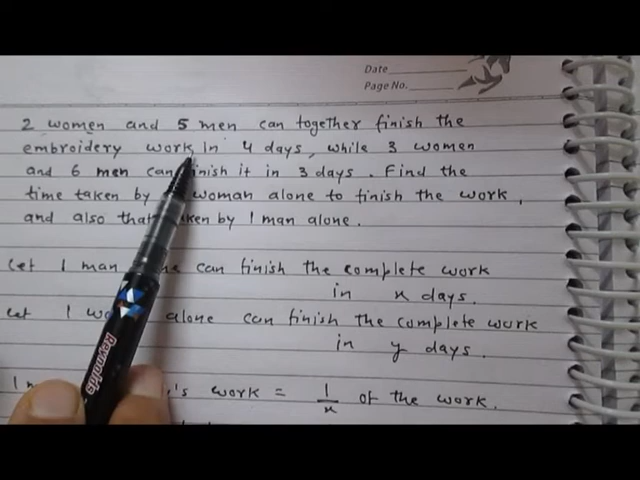 Date
Page No.
2 women and 5 men can together finish the
embroidery work in 4 days, while 3 women
and 6 men can finish it in 3 days. Find the
time taken by woman alone to finish the work,
and also that taken by 1 man alone.
Let 1 man can finish the complete work
in x days.
Let 1 alone can finish the complete work
in y days.
1 's work = 1/x of the work.
Reynolds